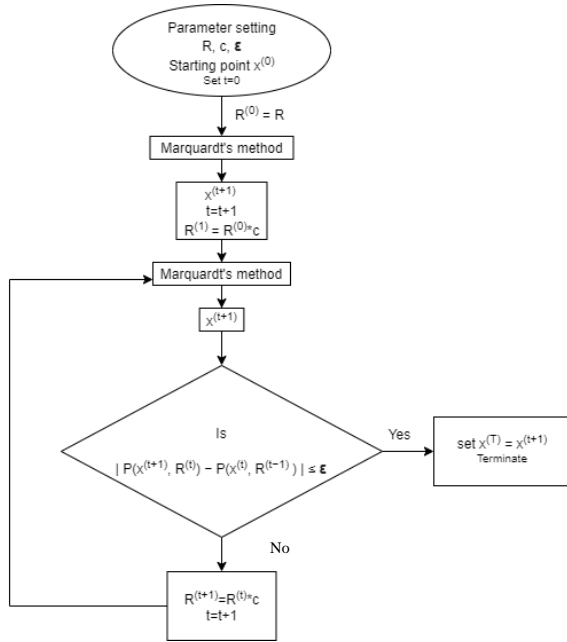 Parameter setting
R, c, ε
Starting point x⁽⁰⁾
Set t=0
R⁽⁰⁾ = R
Marquardt's method
x⁽ᵗ⁺¹⁾
t=t+1
R⁽¹⁾ = R⁽⁰⁾*c
Marquardt's method
x⁽ᵗ⁺¹⁾
Is
| P(x⁽ᵗ⁺¹⁾, R⁽ᵗ⁾) – P(x⁽ᵗ⁾, R⁽ᵗ⁻¹⁾ ) | ≤ ε
Yes
set x⁽ᵀ⁾ = x⁽ᵗ⁺¹⁾
Terminate
No
R⁽ᵗ⁺¹⁾=R⁽ᵗ⁾*c
t=t+1